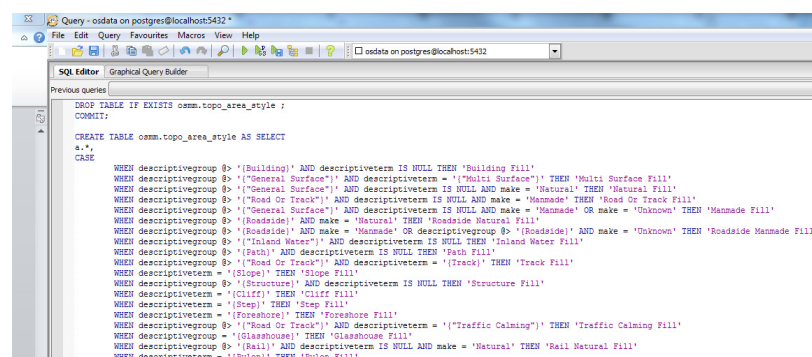 Query - osdata on postgres@localhost:5432 *
File Edit Query Favourites Macros View Help
osdata on postgres@localhost:5432
SQL Editor Graphical Query Builder
Previous queries
DROP TABLE IF EXISTS osmm.topo_area_style ;
COMMIT;
CREATE TABLE osmm.topo_area_style AS SELECT
a.*,
CASE
WHEN descriptivegroup @> '{Building}' AND descriptiveterm IS NULL THEN 'Building Fill'
WHEN descriptivegroup @> '{"General Surface"}' AND descriptiveterm = '{"Multi Surface"}' THEN 'Multi Surface Fill'
WHEN descriptivegroup @> '{"General Surface"}' AND descriptiveterm IS NULL AND make = 'Natural' THEN 'Natural Fill'
WHEN descriptivegroup @> '{"Road Or Track"}' AND descriptiveterm IS NULL AND make = 'Manmade' THEN 'Road Or Track Fill'
WHEN descriptivegroup @> '{"General Surface"}' AND descriptiveterm IS NULL AND make = 'Manmade' OR make = 'Unknown' THEN 'Manmade Fill'
WHEN descriptivegroup @> '{Roadside}' AND make = 'Natural' THEN 'Roadside Natural Fill'
WHEN descriptivegroup @> '{Roadside}' AND make = 'Manmade' OR descriptivegroup @> '{Roadside}' AND make = 'Unknown' THEN 'Roadside Manmade Fill
WHEN descriptivegroup @> '{"Inland Water"}' AND descriptiveterm IS NULL THEN 'Inland Water Fill'
WHEN descriptivegroup @> '{Path}' AND descriptiveterm IS NULL THEN 'Path Fill'
WHEN descriptivegroup @> '{"Road Or Track"}' AND descriptiveterm = '{Track}' THEN 'Track Fill'
WHEN descriptiveterm = '{Slope}' THEN 'Slope Fill'
WHEN descriptivegroup @> '{Structure}' AND descriptiveterm IS NULL THEN 'Structure Fill'
WHEN descriptiveterm = '{Cliff}' THEN 'Cliff Fill'
WHEN descriptiveterm = '{Step}' THEN 'Step Fill'
WHEN descriptiveterm = '{Foreshore}' THEN 'Foreshore Fill'
WHEN descriptivegroup @> '{"Road Or Track"}' AND descriptiveterm = '{"Traffic Calming"}' THEN 'Traffic Calming Fill'
WHEN descriptivegroup = '{Glasshouse}' THEN 'Glasshouse Fill'
WHEN descriptivegroup @> '{Rail}' AND descriptiveterm IS NULL AND make = 'Natural' THEN 'Rail Natural Fill'
WHEN descriptiveterm = '{Pylon}' THEN 'Pylon Fill'